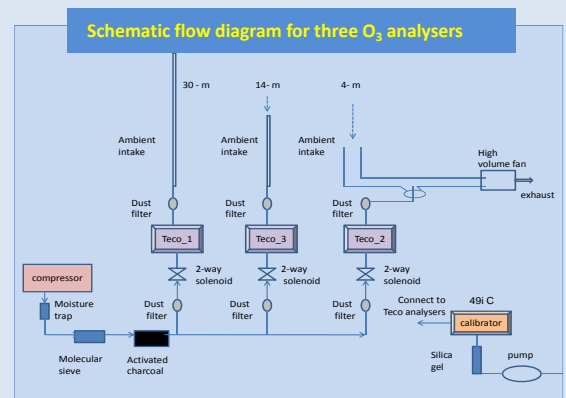 Schematic flow diagram for three O₃ analysers
30 - m
14- m
4- m
Ambient
intake
Ambient
intake
Ambient
intake
High
volume fan
exhaust
Dust
filter
Dust
filter
Dust
filter
Teco_1
Teco_3
Teco_2
2-way
solenoid
2-way
solenoid
2-way
solenoid
compressor
Moisture
trap
Dust
filter
Dust
filter
Dust
filter
Connect to
Teco analysers
49i C
calibrator
Molecular
sieve
Activated
charcoal
Silica
gel
pump